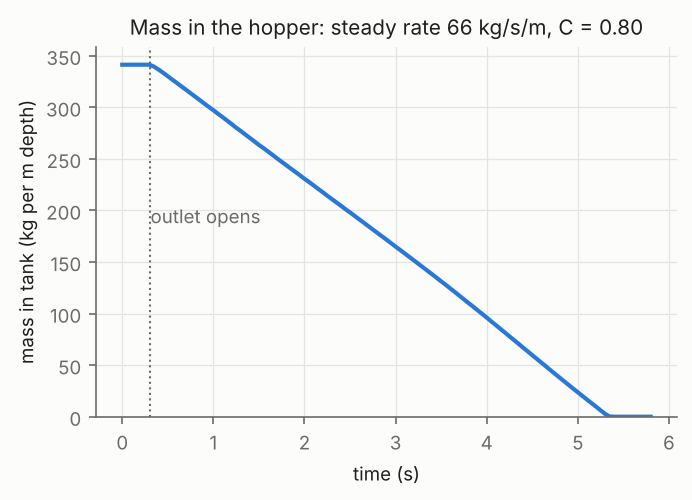 Mass in the hopper: steady rate 66 kg/s/m, C = 0.80
mass in tank (kg per m depth)
350
300
250
200
150
100
50
0
outlet opens
0 1 2 3 4 5 6
time (s)